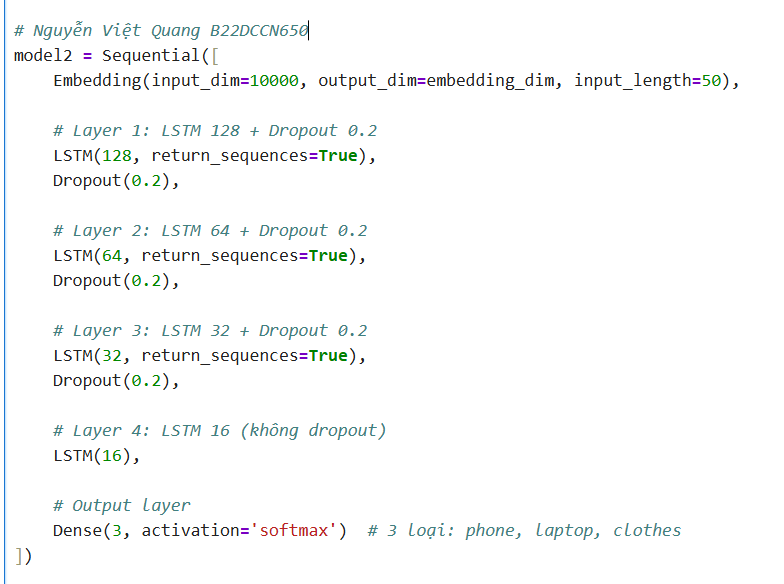 # Nguyễn Việt Quang B22DCCN650
model2 = Sequential([
    Embedding(input_dim=10000, output_dim=embedding_dim, input_length=50),
    # Layer 1: LSTM 128 + Dropout 0.2
    LSTM(128, return_sequences=True),
    Dropout(0.2),
    # Layer 2: LSTM 64 + Dropout 0.2
    LSTM(64, return_sequences=True),
    Dropout(0.2),
    # Layer 3: LSTM 32 + Dropout 0.2
    LSTM(32, return_sequences=True),
    Dropout(0.2),
    # Layer 4: LSTM 16 (không dropout)
    LSTM(16),
    # Output layer
    Dense(3, activation='softmax')  # 3 loại: phone, laptop, clothes
])